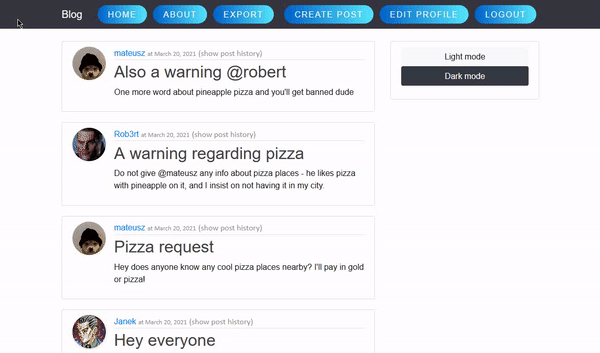 Blog HOME ABOUT EXPORT CREATE POST EDIT PROFILE LOGOUT
mateusz at March 20, 2021 (show post history)
Also a warning @robert
One more word about pineapple pizza and you'll get banned dude
Light mode
Dark mode
Rob3rt at March 20, 2021 (show post history)
A warning regarding pizza
Do not give @mateusz any info about pizza places - he likes pizza
with pineapple on it, and I insist on not having it in my city.
mateusz at March 20, 2021 (show post history)
Pizza request
Hey does anyone know any cool pizza places nearby? I'll pay in gold
or pizza!
Janek at March 20, 2021 (show post history)
Hey everyone